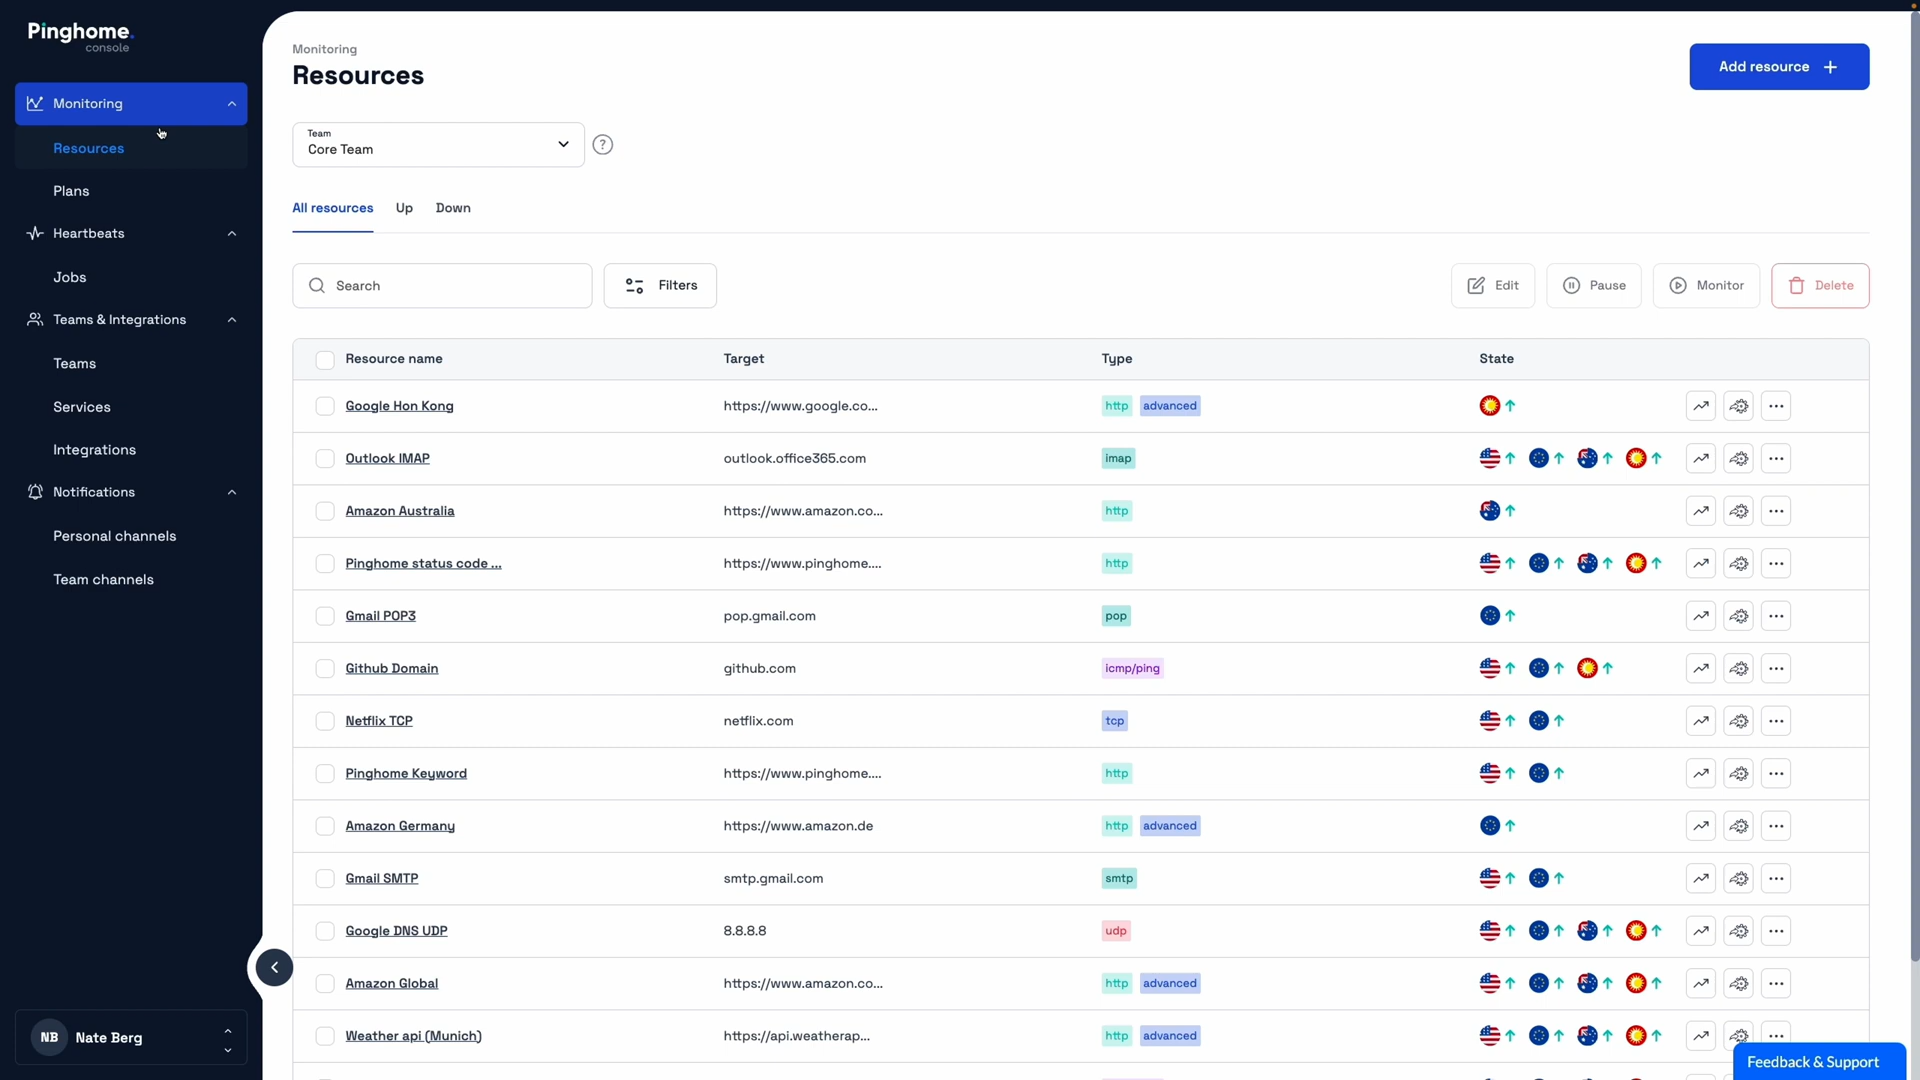 Pinghome.
console
Monitoring
Resources
Plans
Heartbeats
Jobs
Teams & Integrations
Teams
Services
Integrations
Notifications
Personal channels
Team channels
NB Nate Berg
Monitoring
Resources
Add resource
Team
Core Team
?
All resources Up Down
Search Filters Edit Pause Monitor Delete
Resource name Target Type State
Google Hon Kong https://www.google.co... http advanced
Outlook IMAP outlook.office365.com imap
Amazon Australia https://www.amazon.co... http
Pinghome status code ... https://www.pinghome.... http
Gmail POP3 pop.gmail.com pop
Github Domain github.com icmp/ping
Netflix TCP netflix.com tcp
Pinghome Keyword https://www.pinghome.... http
Amazon Germany https://www.amazon.de http advanced
Gmail SMTP smtp.gmail.com smtp
Google DNS UDP 8.8.8.8 udp
Amazon Global https://www.amazon.co... http advanced
Weather api (Munich) https://api.weatherap... http advanced
Feedback & Support